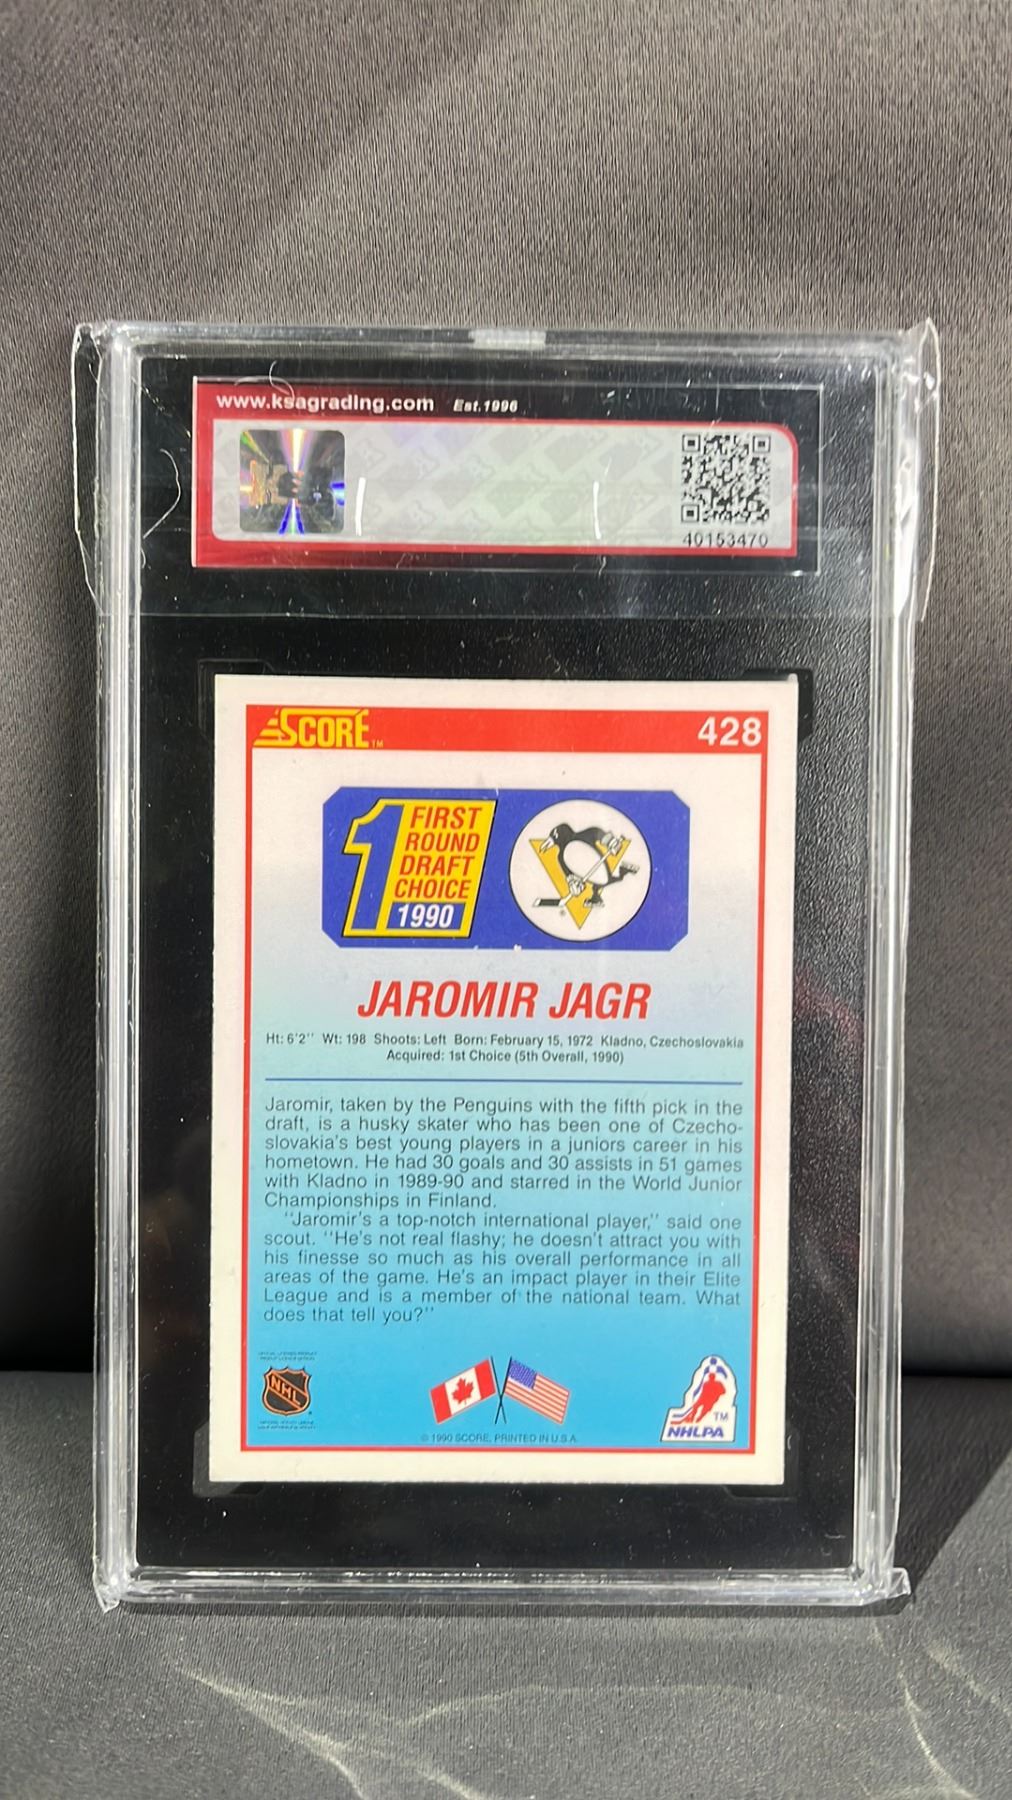 www.ksagrading.com Est.1996
40153470
SCORE™ 428
1 FIRST
ROUND
DRAFT
CHOICE
1990
JAROMIR JAGR
Ht: 6'2'' Wt: 198 Shoots: Left Born: February 15, 1972 Kladno, Czechoslovakia
Acquired: 1st Choice (5th Overall, 1990)
Jaromir, taken by the Penguins with the fifth pick in the
draft, is a husky skater who has been one of Czecho-
slovakia's best young players in a juniors career in his
hometown. He had 30 goals and 30 assists in 51 games
with Kladno in 1989-90 and starred in the World Junior
Championships in Finland.
''Jaromir's a top-notch international player,'' said one
scout. ''He's not real flashy; he doesn't attract you with
his finesse so much as his overall performance in all
areas of the game. He's an impact player in their Elite
League and is a member of the national team. What
does that tell you?''
NHL
TM
NHLPA
© 1990 SCORE, PRINTED IN U.S.A.